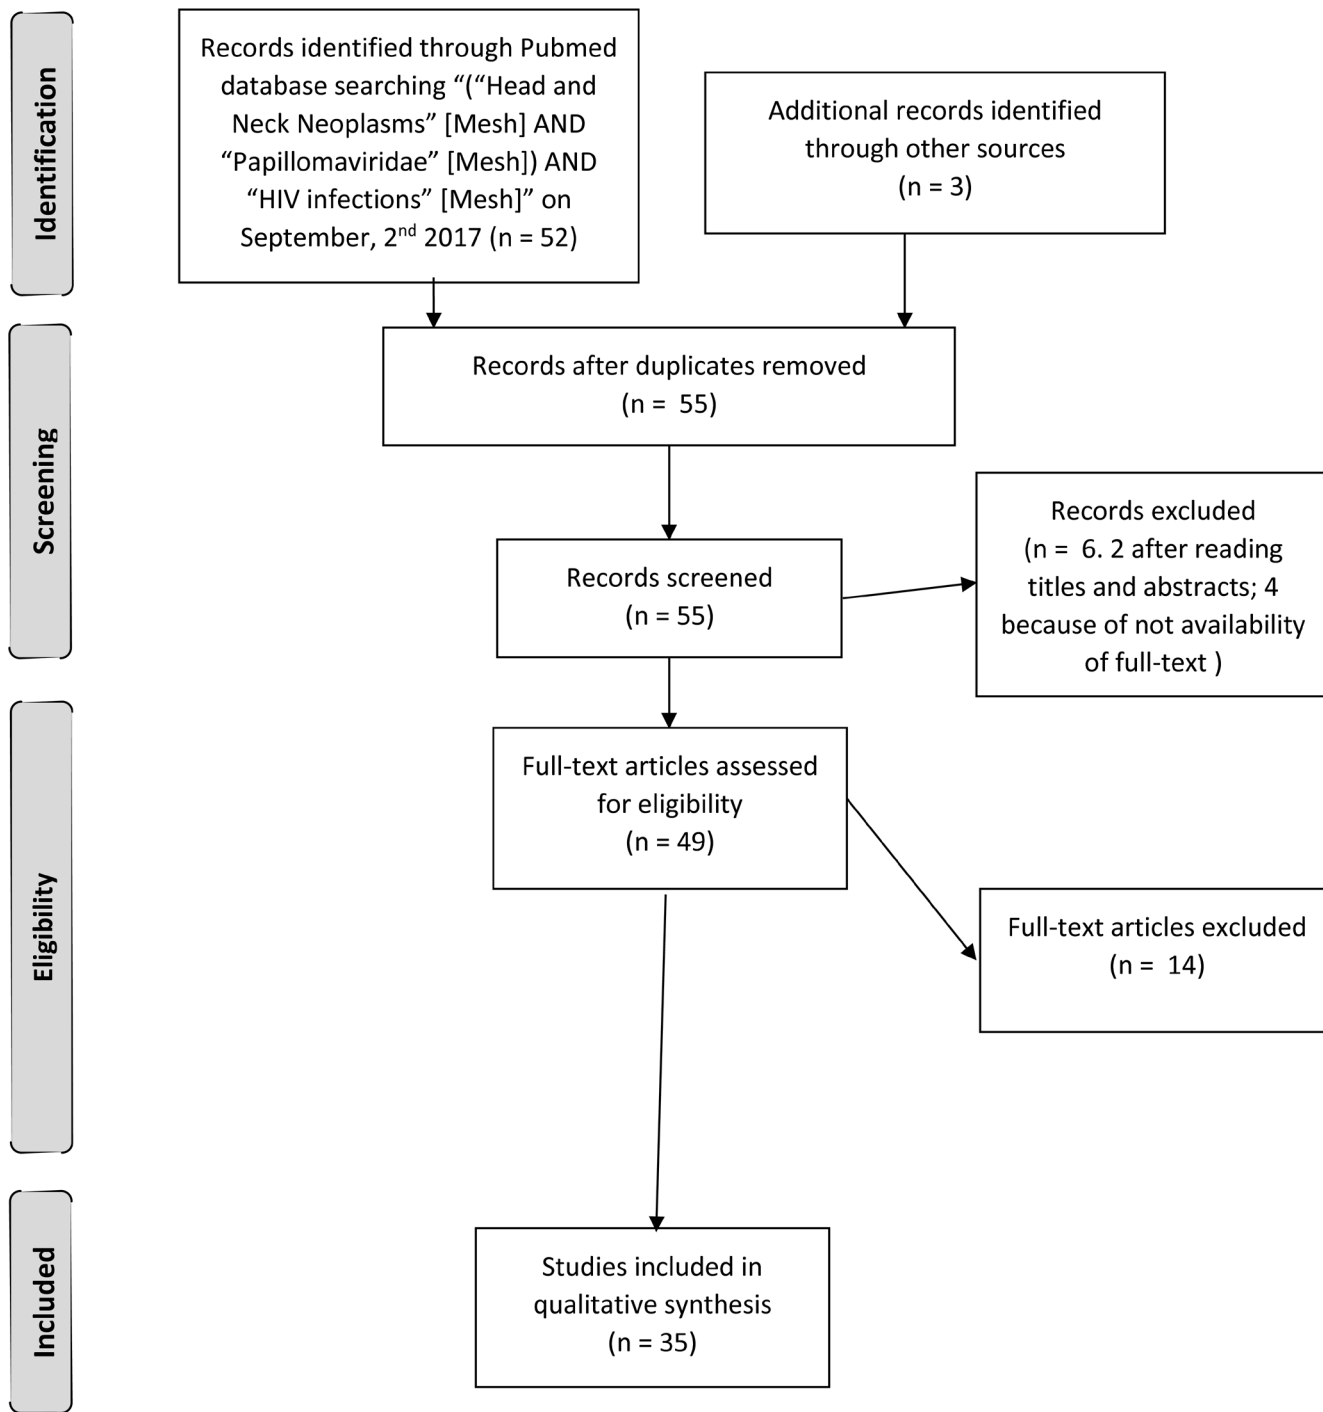 Identification
Records identified through Pubmed
database searching “(“Head and
Neck Neoplasms” [Mesh] AND
“Papillomaviridae” [Mesh]) AND
“HIV infections” [Mesh]” on
September, 2nd 2017 (n = 52)
Additional records identified
through other sources
(n = 3)
Screening
Records after duplicates removed
(n = 55)
Records screened
(n = 55)
Records excluded
(n = 6. 2 after reading
titles and abstracts; 4
because of not availability
of full-text )
Eligibility
Full-text articles assessed
for eligibility
(n = 49)
Full-text articles excluded
(n = 14)
Included
Studies included in
qualitative synthesis
(n = 35)